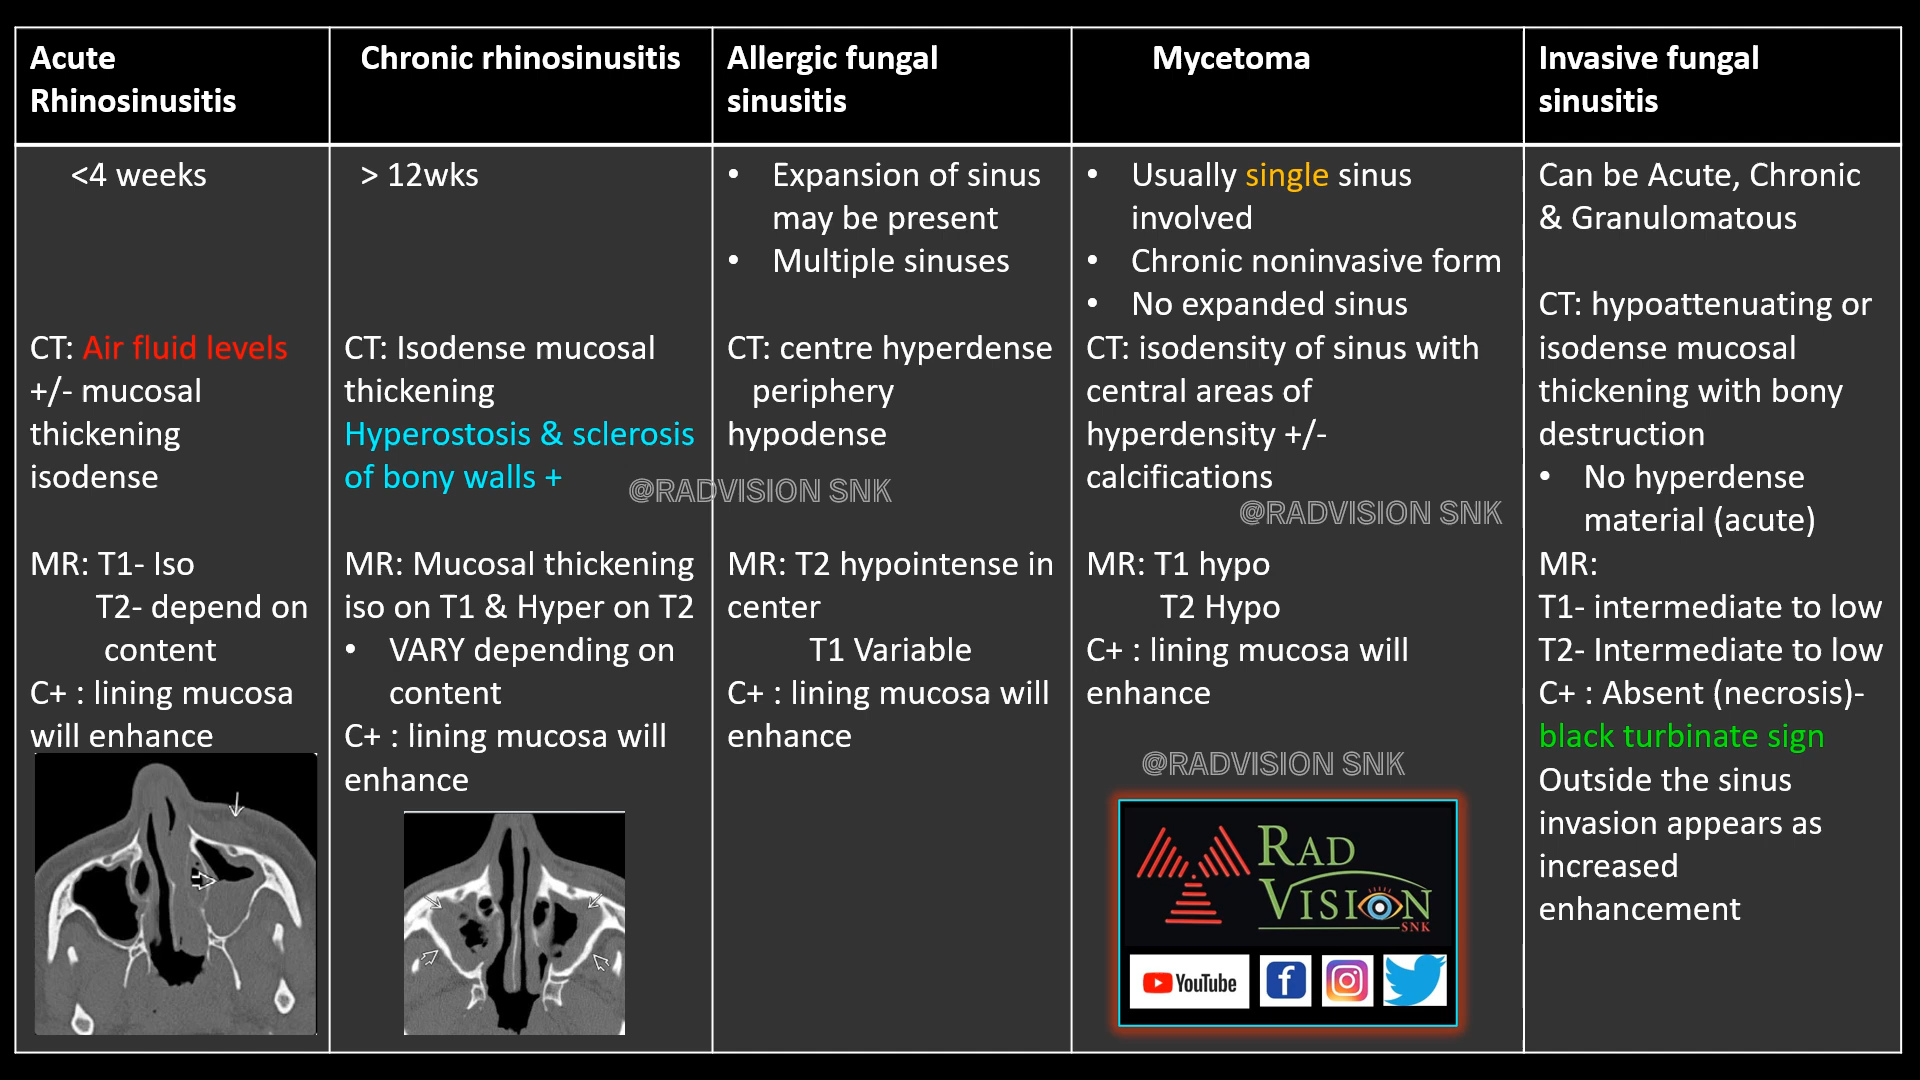 Acute
Rhinosinusitis
Chronic rhinosinusitis
Allergic fungal
sinusitis
Mycetoma
Invasive fungal
sinusitis
<4 weeks
CT: Air fluid levels
+/- mucosal
thickening
isodense
MR: T1- Iso
T2- depend on
content
C+ : lining mucosa
will enhance
> 12wks
CT: Isodense mucosal
thickening
Hyperostosis & sclerosis
of bony walls +
MR: Mucosal thickening
iso on T1 & Hyper on T2
• VARY depending on
content
C+ : lining mucosa will
enhance
• Expansion of sinus
may be present
• Multiple sinuses
CT: centre hyperdense
periphery
hypodense
MR: T2 hypointense in
center
T1 Variable
C+ : lining mucosa will
enhance
• Usually single sinus
involved
• Chronic noninvasive form
• No expanded sinus
CT: isodensity of sinus with
central areas of
hyperdensity +/-
calcifications
MR: T1 hypo
T2 Hypo
C+ : lining mucosa will
enhance
Can be Acute, Chronic
& Granulomatous
CT: hypoattenuating or
isodense mucosal
thickening with bony
destruction
• No hyperdense
material (acute)
MR:
T1- intermediate to low
T2- Intermediate to low
C+ : Absent (necrosis)-
black turbinate sign
Outside the sinus
invasion appears as
increased
enhancement
@RADVISION SNK
@RADVISION SNK
@RADVISION SNK
RAD
VISION
SNK
YouTube